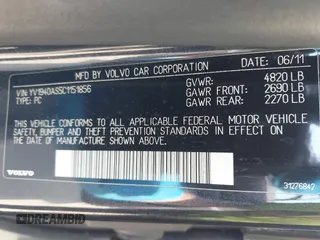 MFD. BY VOLVO CAR CORPORATION 06/11
VIN: YV1940AS5C1151856 GVWR: 4820 LB
TYPE: PC GAWR FRONT: 2690 LB
GAWR REAR: 2270 LB
THIS VEHICLE CONFORMS TO ALL APPLICABLE FEDERAL MOTOR VEHICLE
SAFETY, BUMPER AND THEFT PREVENTION STANDARDS IN EFFECT
ON THE DATE OF MANUFACTURE SHOWN ABOVE.
VOLVO
31276842
DREAMBID